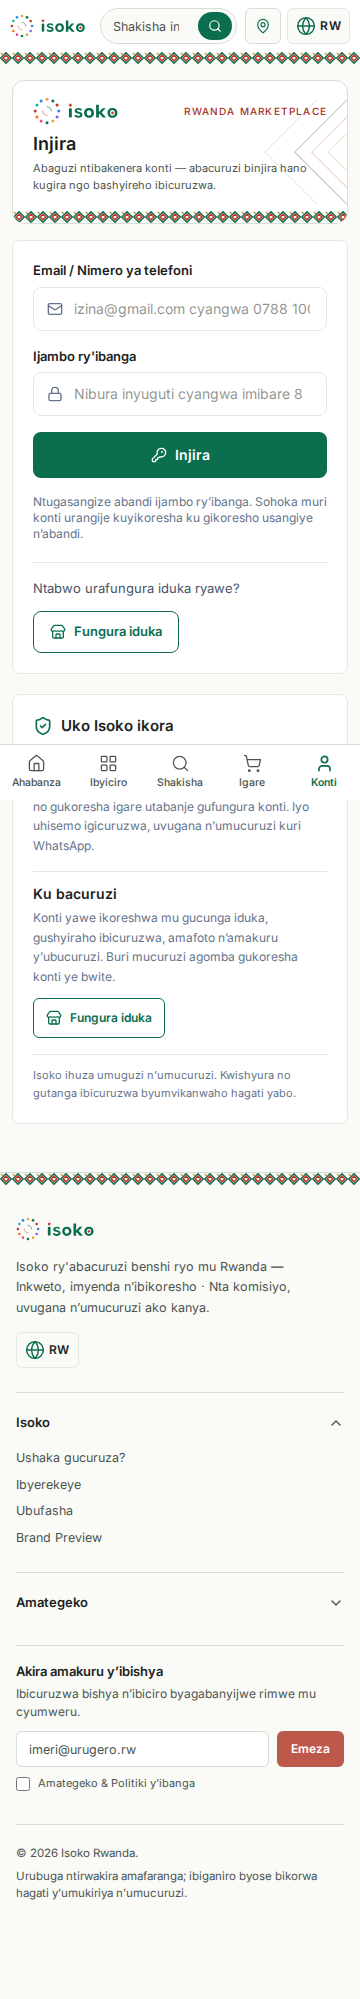 isoko
Shakisha in
RW
isoko
RWANDA MARKETPLACE
Injira
Abaguzi ntibakenera konti — abacuruzi binjira hano
kugira ngo bashyireho ibicuruzwa.
Email / Nimero ya telefoni
izina@gmail.com cyangwa 0788 100
Ijambo ry'ibanga
Nibura inyuguti cyangwa imibare 8
Injira
Ntugasangize abandi ijambo ry’ibanga. Sohoka muri
konti urangije kuyikoresha ku gikoresho usangiye
n’abandi.
Ntabwo urafungura iduka ryawe?
Fungura iduka
Uko Isoko ikora
Ahabanza
Ibyiciro
Shakisha
Igare
Konti
no gukoresha igare utabanje gufungura konti. Iyo
uhisemo igicuruzwa, uvugana n’umucuruzi kuri
WhatsApp.
Ku bacuruzi
Konti yawe ikoreshwa mu gucunga iduka,
gushyiraho ibicuruzwa, amafoto n’amakuru
y’ubucuruzi. Buri mucuruzi agomba gukoresha
konti ye bwite.
Fungura iduka
Isoko ihuza umuguzi n’umucuruzi. Kwishyura no
gutanga ibicuruzwa byumvikanwaho hagati yabo.
isoko
Isoko ry'abacuruzi benshi ryo mu Rwanda —
Inkweto, imyenda n’ibikoresho · Nta komisiyo,
uvugana n’umucuruzi ako kanya.
RW
Isoko
Ushaka gucuruza?
Ibyerekeye
Ubufasha
Brand Preview
Amategeko
Akira amakuru y’ibishya
Ibicuruzwa bishya n’ibiciro byagabanyijwe rimwe mu
cyumweru.
imeri@urugero.rw
Emeza
Amategeko & Politiki y'ibanga
© 2026 Isoko Rwanda.
Urubuga ntirwakira amafaranga; ibiganiro byose bikorwa
hagati y’umukiriya n’umucuruzi.